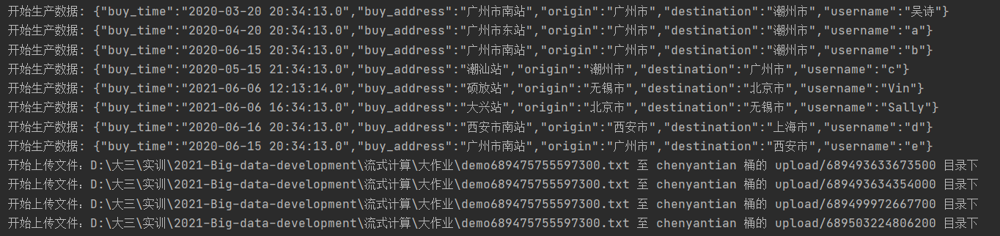 开始生产数据: {"buy_time":"2020-03-20 20:34:13.0","buy_address":"广州市南站","origin":"广州市","destination":"潮州市","username":"吴诗"}
开始生产数据: {"buy_time":"2020-04-20 20:34:13.0","buy_address":"广州市东站","origin":"广州市","destination":"潮州市","username":"a"}
开始生产数据: {"buy_time":"2020-06-15 20:34:13.0","buy_address":"广州市南站","origin":"广州市","destination":"潮州市","username":"b"}
开始生产数据: {"buy_time":"2020-05-15 21:34:13.0","buy_address":"潮汕站","origin":"潮州市","destination":"广州市","username":"c"}
开始生产数据: {"buy_time":"2021-06-06 12:13:14.0","buy_address":"硕放站","origin":"无锡市","destination":"北京市","username":"Vin"}
开始生产数据: {"buy_time":"2021-06-06 16:34:13.0","buy_address":"大兴站","origin":"北京市","destination":"无锡市","username":"Sally"}
开始生产数据: {"buy_time":"2020-06-16 20:34:13.0","buy_address":"西安市南站","origin":"西安市","destination":"上海市","username":"d"}
开始生产数据: {"buy_time":"2020-06-15 20:34:13.0","buy_address":"广州市南站","origin":"广州市","destination":"西安市","username":"e"}
开始上传文件：D:\大三\实训\2021-Big-data-development\流式计算\大作业\demo689475755597300.txt 至 chenyantian 桶的 upload/689493633673500 目录下
开始上传文件：D:\大三\实训\2021-Big-data-development\流式计算\大作业\demo689475755597300.txt 至 chenyantian 桶的 upload/689493634354000 目录下
开始上传文件：D:\大三\实训\2021-Big-data-development\流式计算\大作业\demo689475755597300.txt 至 chenyantian 桶的 upload/689499972667700 目录下
开始上传文件：D:\大三\实训\2021-Big-data-development\流式计算\大作业\demo689475755597300.txt 至 chenyantian 桶的 upload/689503224806200 目录下